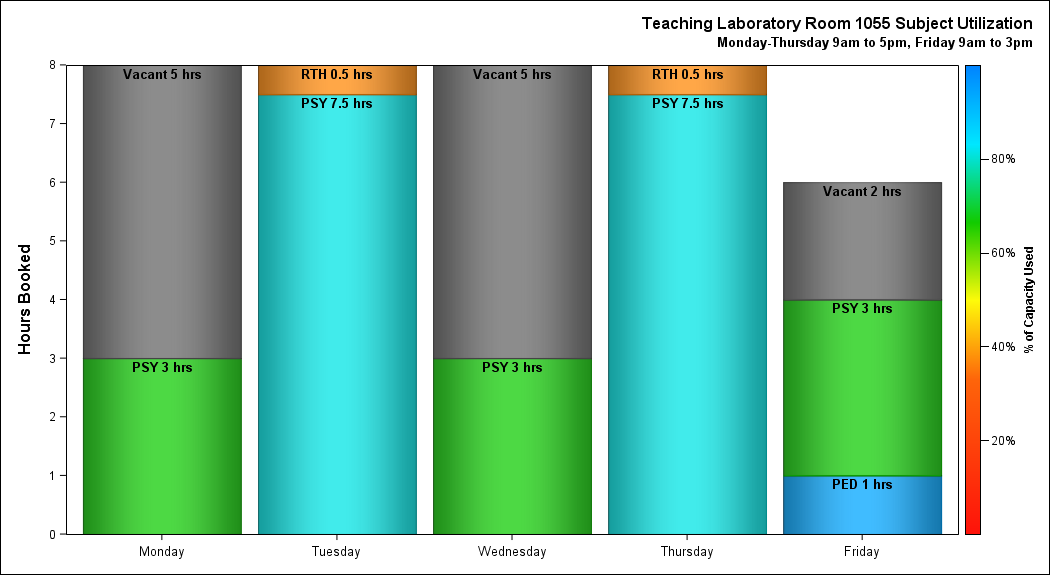 Teaching Laboratory Room 1055 Subject Utilization
Monday-Thursday 9am to 5pm, Friday 9am to 3pm
Hours Booked
8
7
6
5
4
3
2
1
0
Vacant 5 hrs
PSY 3 hrs
RTH 0.5 hrs
PSY 7.5 hrs
Vacant 5 hrs
PSY 3 hrs
RTH 0.5 hrs
PSY 7.5 hrs
Vacant 2 hrs
PSY 3 hrs
PED 1 hrs
Monday
Tuesday
Wednesday
Thursday
Friday
80%
60%
40%
20%
% of Capacity Used